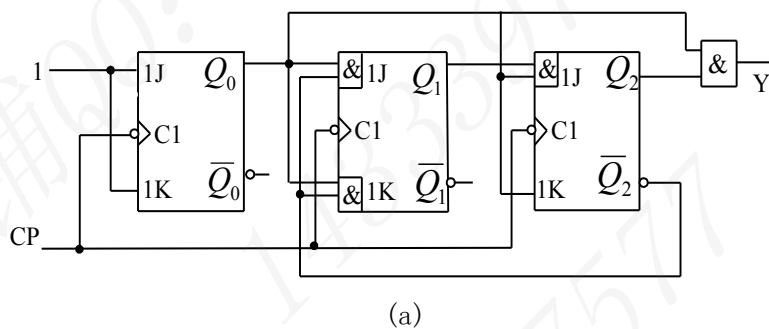 1
1J
Q₀
C1
1K
Q̅₀
&
1J
Q₁
C1
&
1K
Q̅₁
&
1J
Q₂
C1
1K
Q̅₂
&
Y
CP
(a)